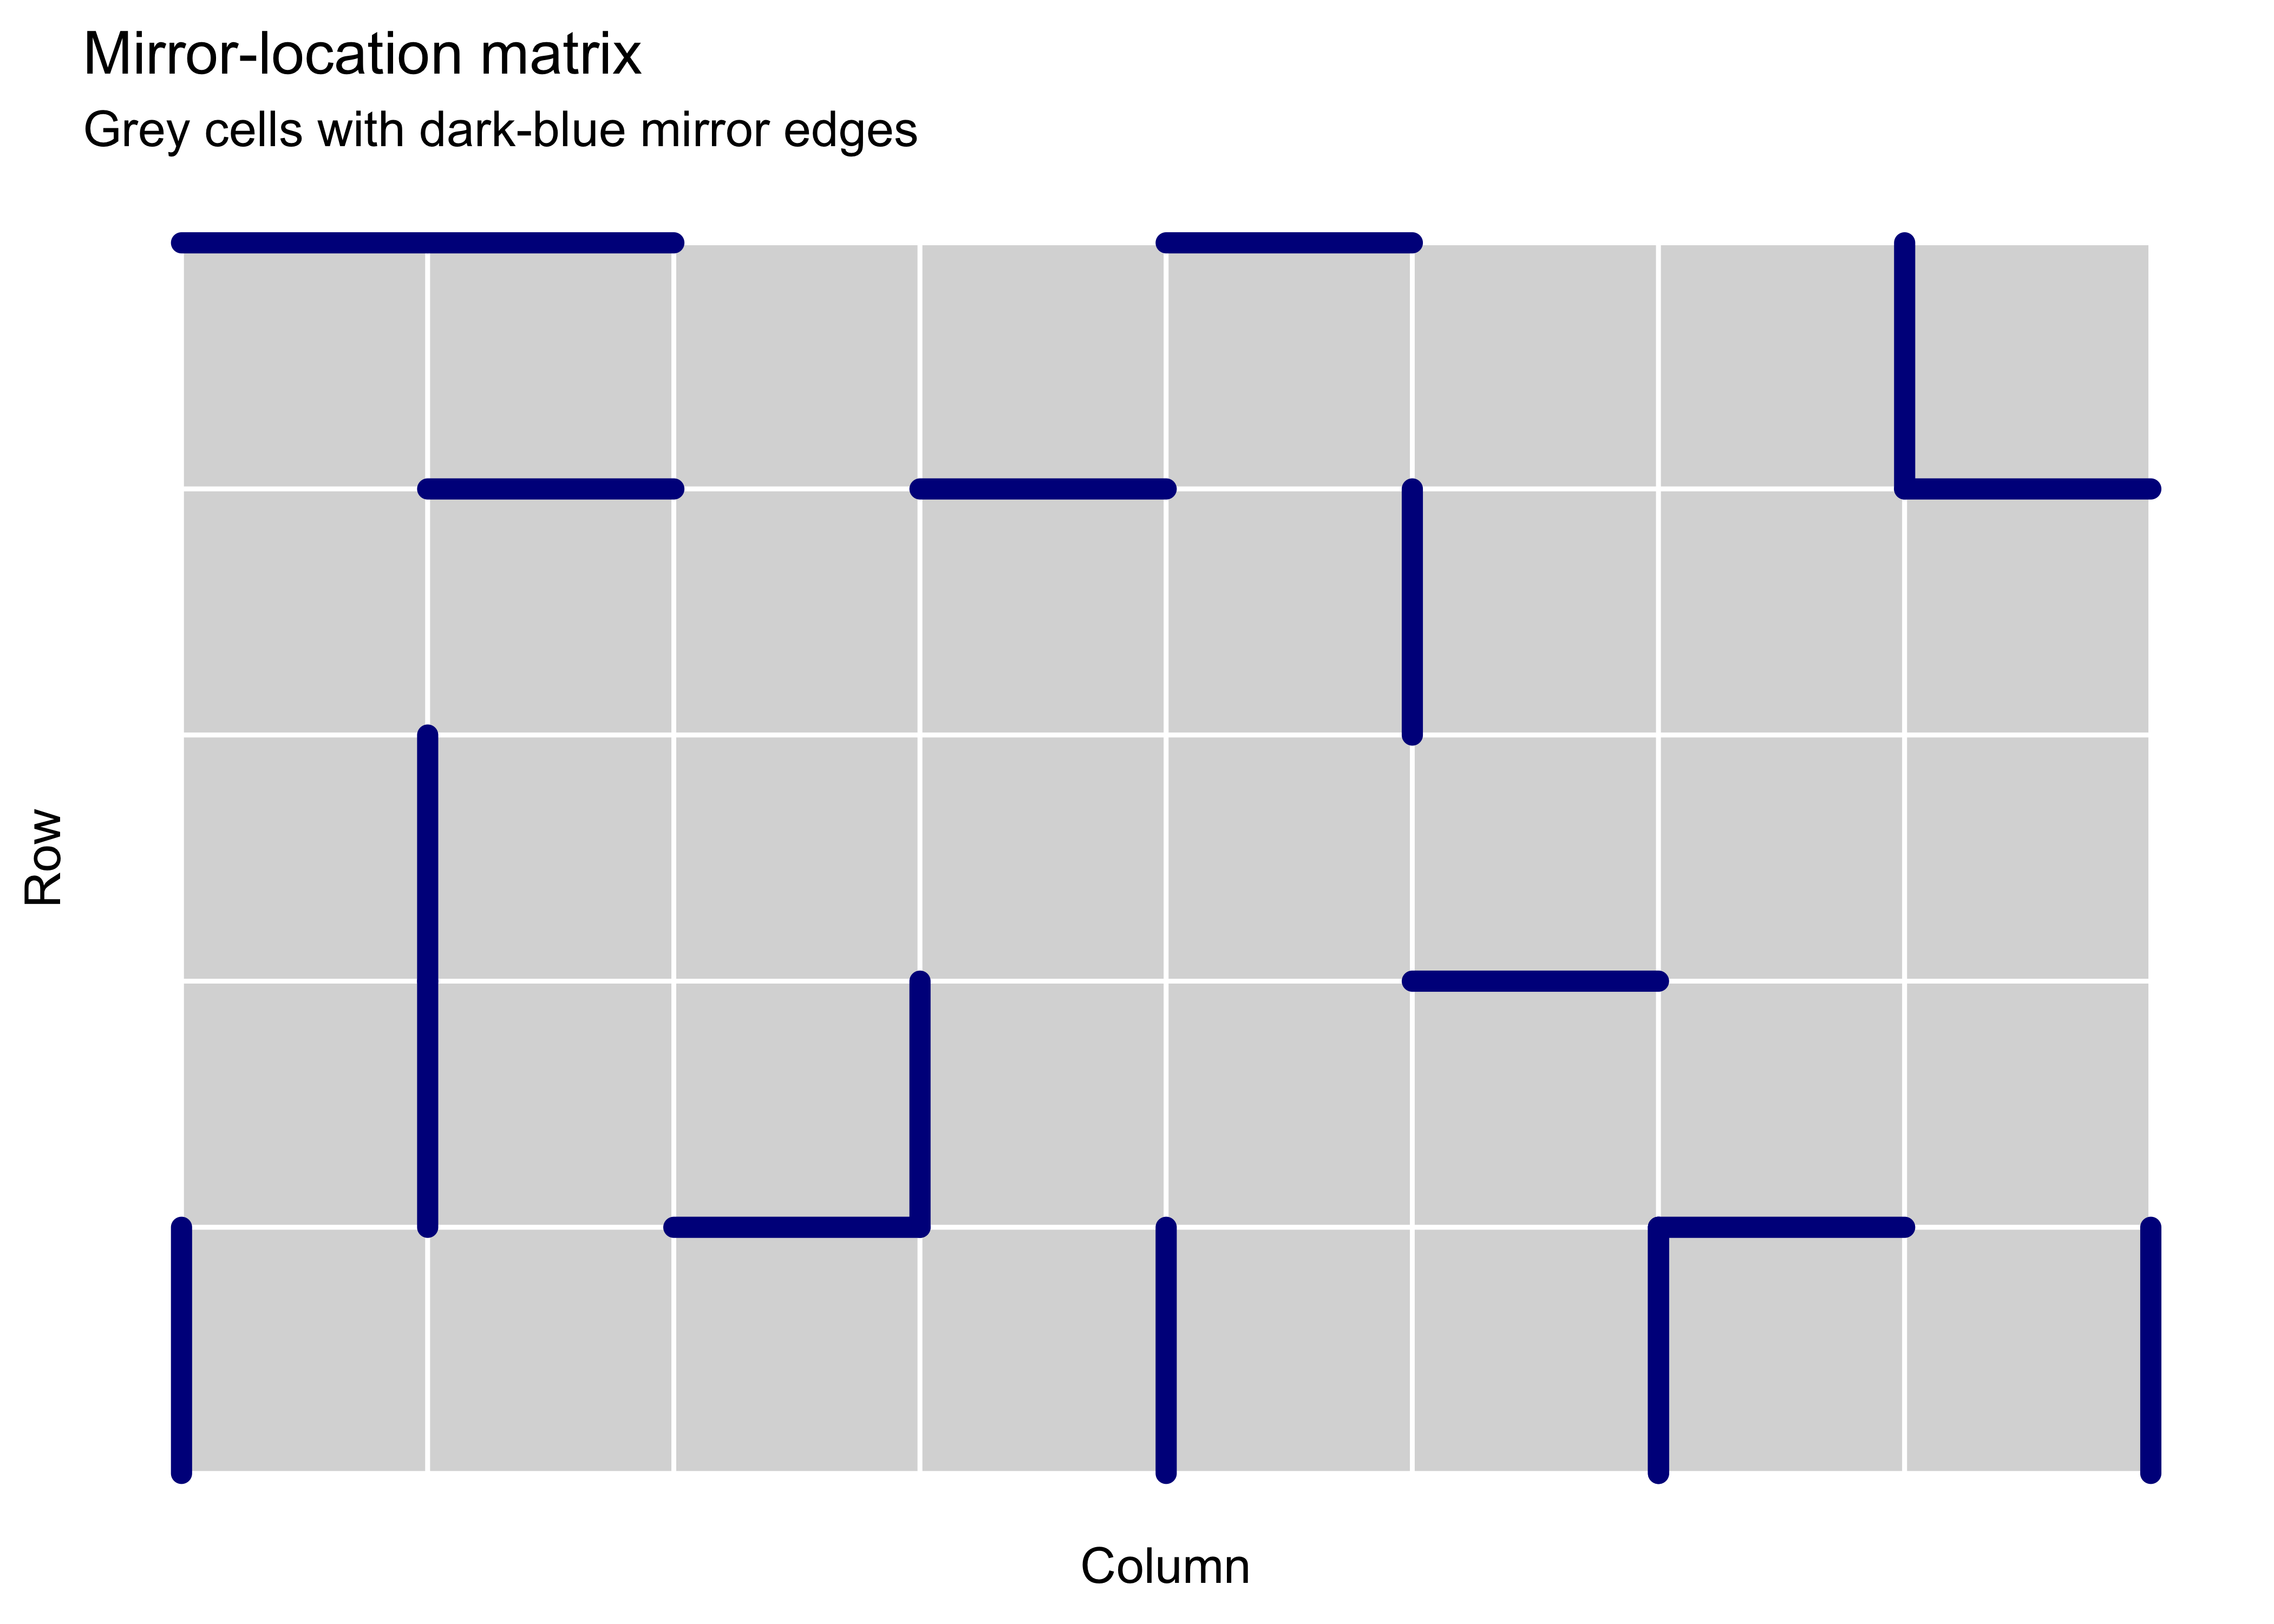 Mirror-location matrix
Grey cells with dark-blue mirror edges
Row
Column